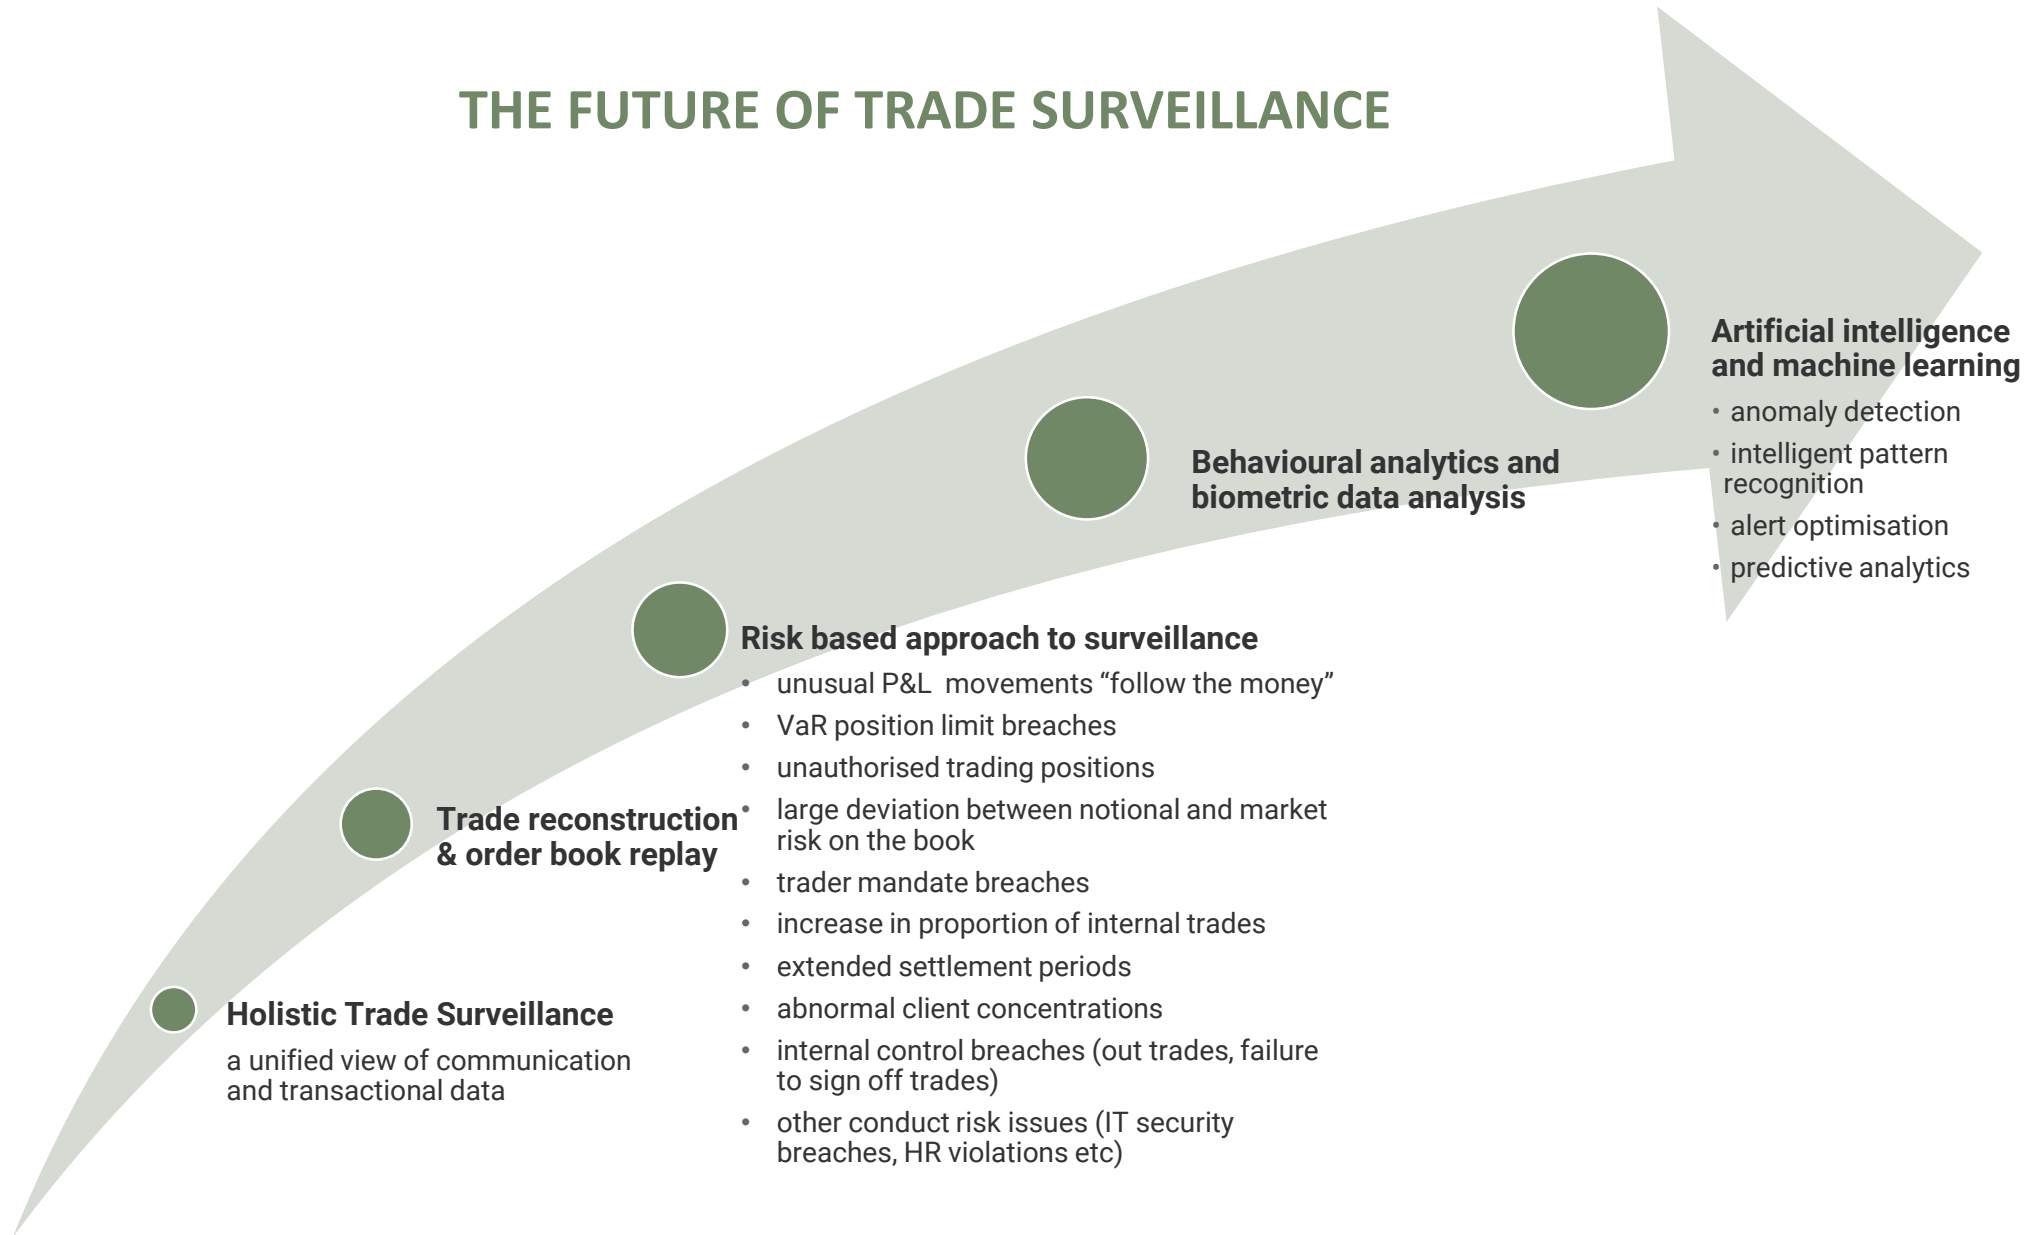 THE FUTURE OF TRADE SURVEILLANCE
Artificial intelligence
and machine learning
• anomaly detection
• intelligent pattern
recognition
• alert optimisation
• predictive analytics
Behavioural analytics and
biometric data analysis
Risk based approach to surveillance
• unusual P&L  movements “follow the money”
• VaR position limit breaches
• unauthorised trading positions
• large deviation between notional and market
risk on the book
• trader mandate breaches
• increase in proportion of internal trades
• extended settlement periods
• abnormal client concentrations
• internal control breaches (out trades, failure
to sign off trades)
• other conduct risk issues (IT security
breaches, HR violations etc)
Trade reconstruction
& order book replay
Holistic Trade Surveillance
a unified view of communication
and transactional data